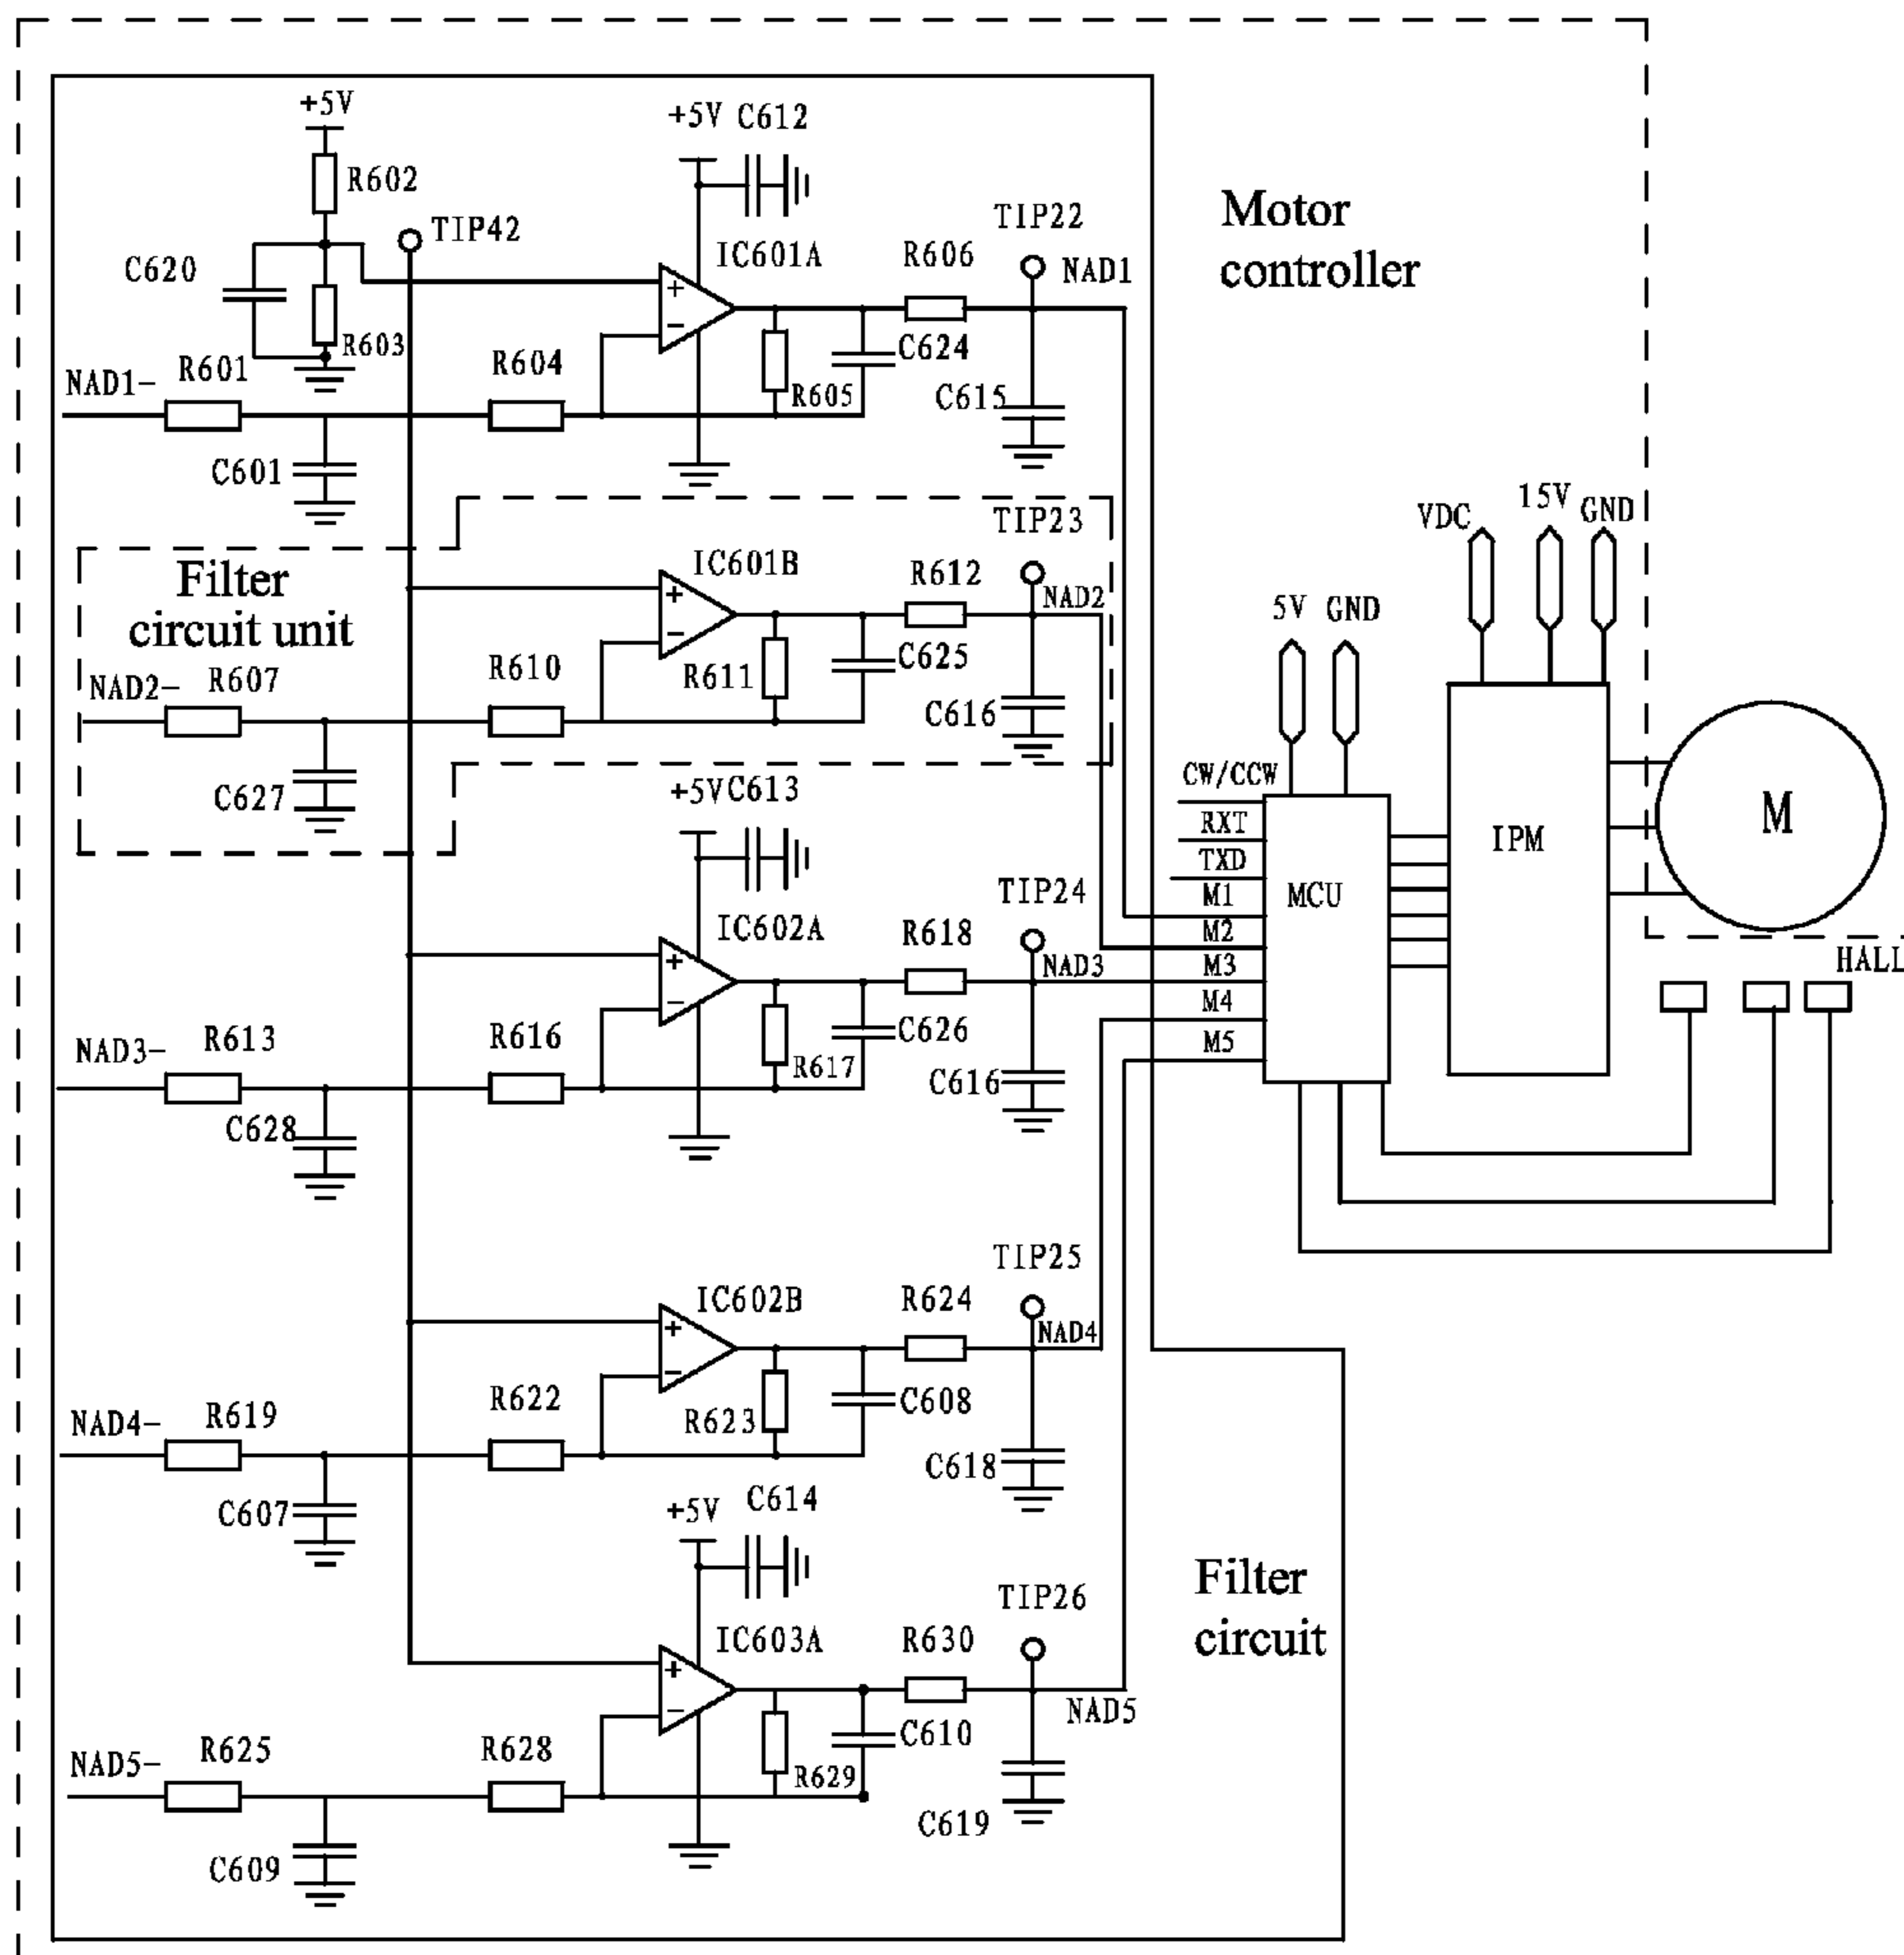 +5V
R602
C620
R603
TIP42
+5V C612
IC601A
R606
TIP22
NAD1
C624
R605
C615
NAD1-
R601
R604
C601
Motor
controller
Filter
circuit unit
IC601B
R612
TIP23
NAD2
R611
C625
C616
NAD2-
R607
R610
C627
+5V C613
IC602A
R618
TIP24
NAD3
R617
C626
C616
NAD3-
R613
R616
C628
IC602B
R624
TIP25
NAD4
R623
C608
C618
NAD4-
R619
R622
C607
+5V
C614
IC603A
R630
TIP26
NAD5
R629
C610
C619
NAD5-
R625
R628
C609
Filter
circuit
5V GND
CW/CCW
RXT
TXD
M1
M2
M3
M4
M5
MCU
VDC
15V
GND
IPM
M
HALL
+
−
+
−
+
−
+
−
+
−